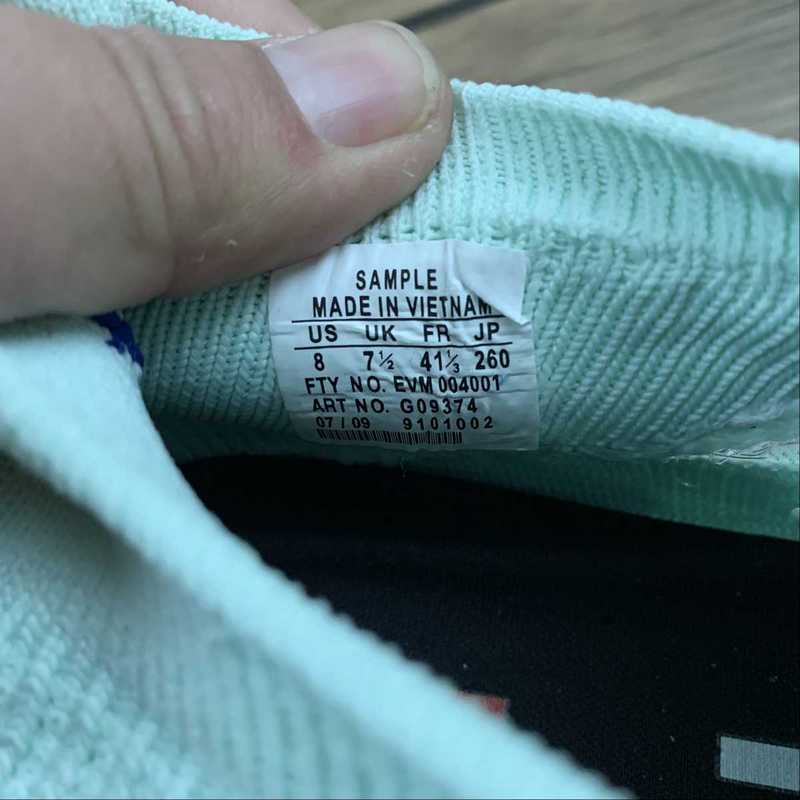 SAMPLE
MADE IN VIETNAM
US UK FR JP
8 7½ 41⅓ 260
FTY NO. EVM 004001
ART NO. G09374
07 / 09 9101002